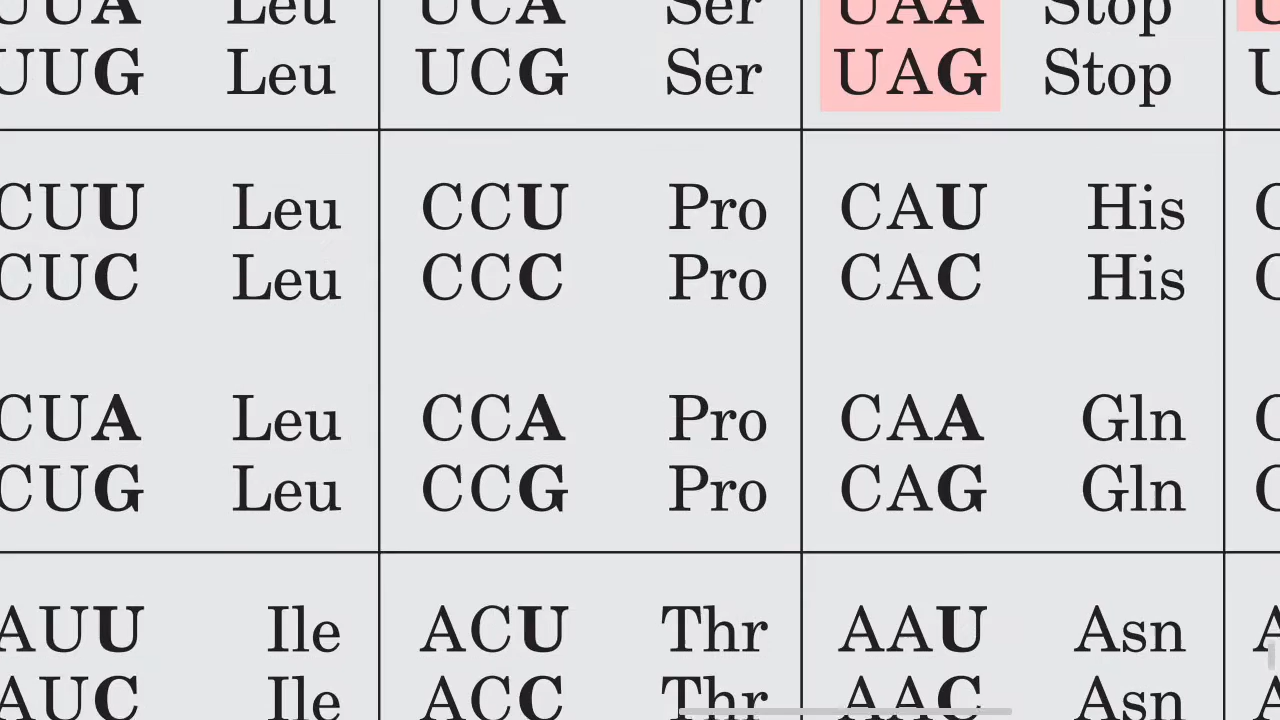 UUA Leu UCA Ser UAA Stop
UUG Leu UCG Ser UAG Stop U
CUU Leu CCU Pro CAU His C
CUC Leu CCC Pro CAC His C
CUA Leu CCA Pro CAA Gln C
CUG Leu CCG Pro CAG Gln C
AUU Ile ACU Thr AAU Asn A
AUC Ile ACC Thr AAC Asn A